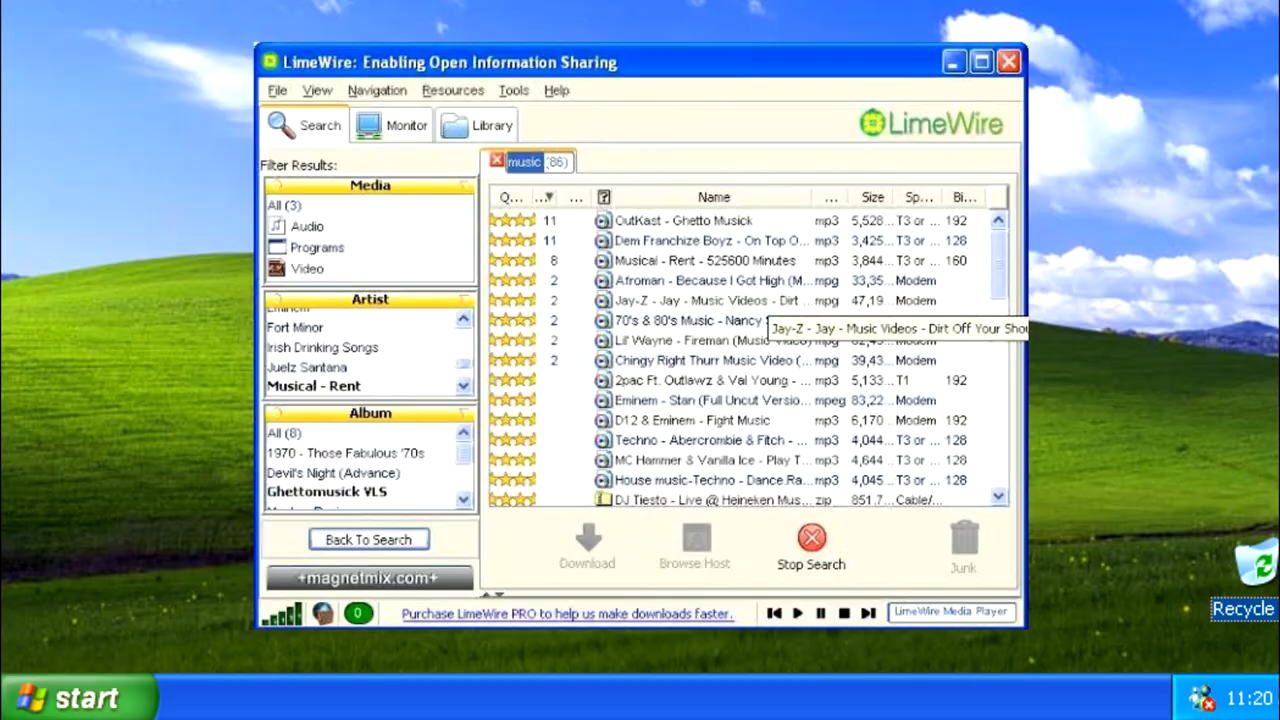 LimeWire: Enabling Open Information Sharing
File View Navigation Resources Tools Help
Search Monitor Library
LimeWire
Filter Results:
music (86)
Media
All (3)
Audio
Programs
Video
Artist
Fort Minor
Irish Drinking Songs
Juelz Santana
Musical - Rent
Album
All (8)
1970 - Those Fabulous '70s
Devil's Night (Advance)
Ghettomusick VLS
Back To Search
+magnetmix.com+
Q... ... ... ? Name ... Size Sp... Bi...
11 OutKast - Ghetto Musick mp3 5,528... T3 or ... 192
11 Dem Franchize Boyz - On Top O... mp3 3,425... T3 or ... 128
8 Musical - Rent - 525600 Minutes mp3 3,844... T3 or ... 160
2 Afroman - Because I Got High (M... mpg 33,35... Modem
2 Jay-Z - Jay - Music Videos - Dirt ... mpg 47,19... Modem
2 70's & 80's Music - Nancy
Jay-Z - Jay - Music Videos - Dirt Off Your Shou
2 Lil' Wayne - Fireman (Music Video) mpg 62,43... Modem
2 Chingy Right Thurr Music Video (... mpg 39,43... Modem
2pac Ft. Outlawz & Val Young - ... mp3 5,133... T1 192
Eminem - Stan (Full Uncut Versio... mpeg 83,22... Modem
D12 & Eminem - Fight Music mp3 6,170... Modem 192
Techno - Abercrombie & Fitch - ... mp3 4,044... T3 or ... 128
MC Hammer & Vanilla Ice - Play T... mp3 4,644... T3 or ... 128
House music-Techno - Dance.Ra... mp3 4,045... T3 or ... 128
DJ Tiesto - Live @ Heineken Mus... zip 851.7... Cable/...
Download Browse Host Stop Search Junk
0
Purchase LimeWire PRO to help us make downloads faster.
LimeWire Media Player
Recycle
start
11:20